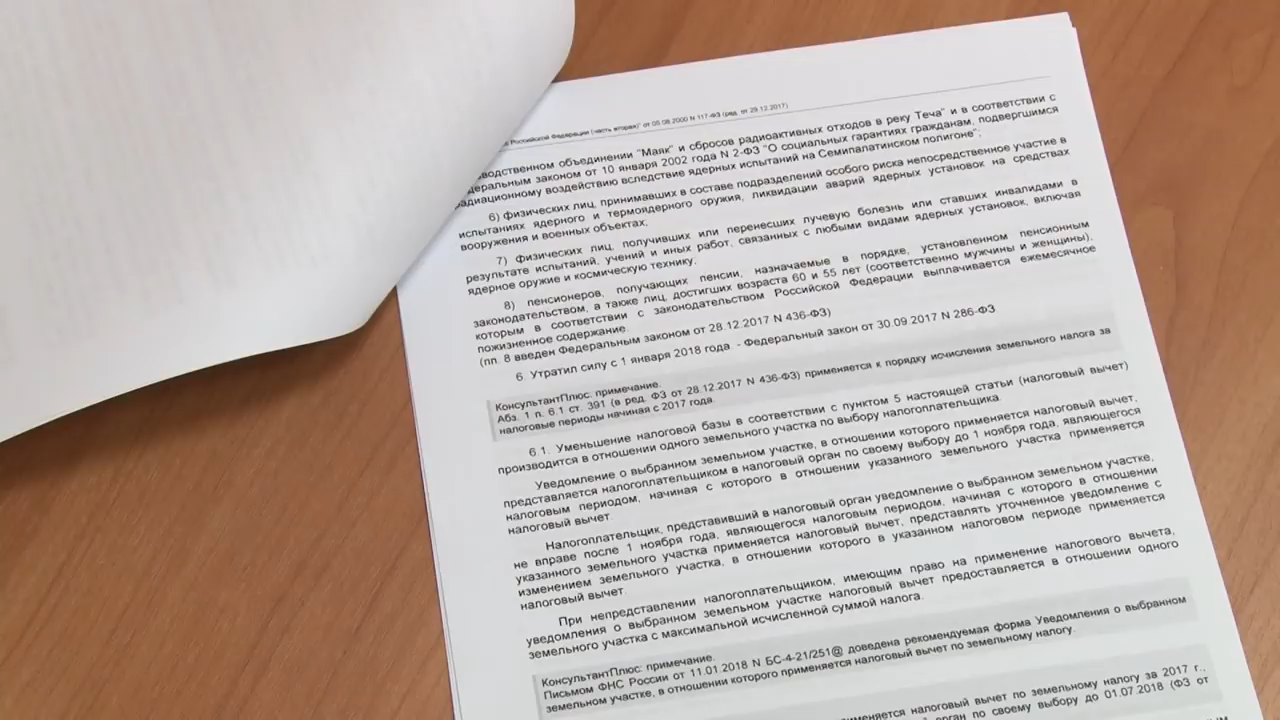 Российской Федерации (часть вторая)" от 05.08.2000 N 117-ФЗ (ред. от 29.12.2017)
водственном объединении "Маяк" и сбросов радиоактивных отходов в реку Теча" и в соответствии с
деральным законом от 10 января 2002 года N 2-ФЗ "О социальных гарантиях гражданам, подвергшимся
радиационному воздействию вследствие ядерных испытаний на Семипалатинском полигоне";
6) физических лиц, принимавших в составе подразделений особого риска непосредственное участие в
испытаниях ядерного и термоядерного оружия, ликвидации аварий ядерных установок на средствах
вооружения и военных объектах;
7) физических лиц, получивших или перенесших лучевую болезнь или ставших инвалидами в
результате испытаний, учений и иных работ, связанных с любыми видами ядерных установок, включая
ядерное оружие и космическую технику;
8) пенсионеров, получающих пенсии, назначаемые в порядке, установленном пенсионным
законодательством, а также лиц, достигших возраста 60 и 55 лет (соответственно мужчины и женщины),
которым в соответствии с законодательством Российской Федерации выплачивается ежемесячное
пожизненное содержание.
(пп. 8 введен Федеральным законом от 28.12.2017 N 436-ФЗ)
6. Утратил силу с 1 января 2018 года. - Федеральный закон от 30.09.2017 N 286-ФЗ
КонсультантПлюс: примечание.
Абз. 1 п. 6.1 ст. 391 (в ред. ФЗ от 28.12.2017 N 436-ФЗ) применяется к порядку исчисления земельного налога за
налоговые периоды начиная с 2017 года.
6.1. Уменьшение налоговой базы в соответствии с пунктом 5 настоящей статьи (налоговый вычет)
производится в отношении одного земельного участка по выбору налогоплательщика.
Уведомление о выбранном земельном участке, в отношении которого применяется налоговый вычет,
представляется налогоплательщиком в налоговый орган по своему выбору до 1 ноября года, являющегося
налоговым периодом, начиная с которого в отношении указанного земельного участка применяется
налоговый вычет.
Налогоплательщик, представивший в налоговый орган уведомление о выбранном земельном участке,
не вправе после 1 ноября года, являющегося налоговым периодом, начиная с которого в отношении
указанного земельного участка применяется налоговый вычет, представлять уточненное уведомление с
изменением земельного участка, в отношении которого в указанном налоговом периоде применяется
налоговый вычет.
При непредставлении налогоплательщиком, имеющим право на применение налогового вычета,
уведомления о выбранном земельном участке налоговый вычет предоставляется в отношении одного
земельного участка с максимальной исчисленной суммой налога.
КонсультантПлюс: примечание.
Письмом ФНС России от 11.01.2018 N БС-4-21/251@ доведена рекомендуемая форма Уведомления о выбранном
земельном участке, в отношении которого применяется налоговый вычет по земельному налогу.
именяется налоговый вычет по земельному налогу за 2017 г.,
орган по своему выбору до 01.07.2018 (ФЗ от